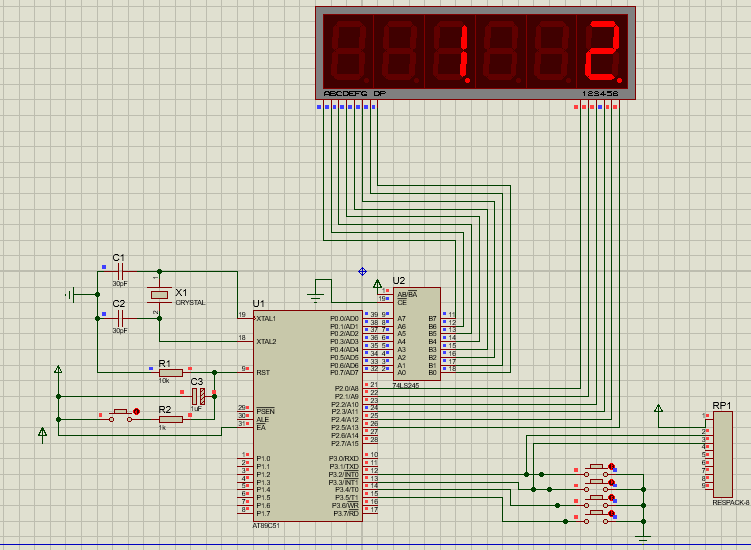 1. 2.
ABCDEFG DP
123456
C1
30pF
X1
CRYSTAL
1
2
C2
30pF
R1
10k
C3
1uF
R2
1k
U1
19 XTAL1
18 XTAL2
9 RST
29 PSEN
30 ALE
31 EA
1 P1.0
2 P1.1
3 P1.2
4 P1.3
5 P1.4
6 P1.5
7 P1.6
8 P1.7
P0.0/AD0 39
P0.1/AD1 38
P0.2/AD2 37
P0.3/AD3 36
P0.4/AD4 35
P0.5/AD5 34
P0.6/AD6 33
P0.7/AD7 32
P2.0/A8 21
P2.1/A9 22
P2.2/A10 23
P2.3/A11 24
P2.4/A12 25
P2.5/A13 26
P2.6/A14 27
P2.7/A15 28
P3.0/RXD 10
P3.1/TXD 11
P3.2/INT0 12
P3.3/INT1 13
P3.4/T0 14
P3.5/T1 15
P3.6/WR 16
P3.7/RD 17
AT89C51
U2
1 AB/BA
19 CE
9 A7 B7 11
8 A6 B6 12
7 A5 B5 13
6 A4 B4 14
5 A3 B3 15
4 A2 B2 16
3 A1 B1 17
2 A0 B0 18
74LS245
RP1
1
2
3
4
5
6
7
8
9
RESPACK-8